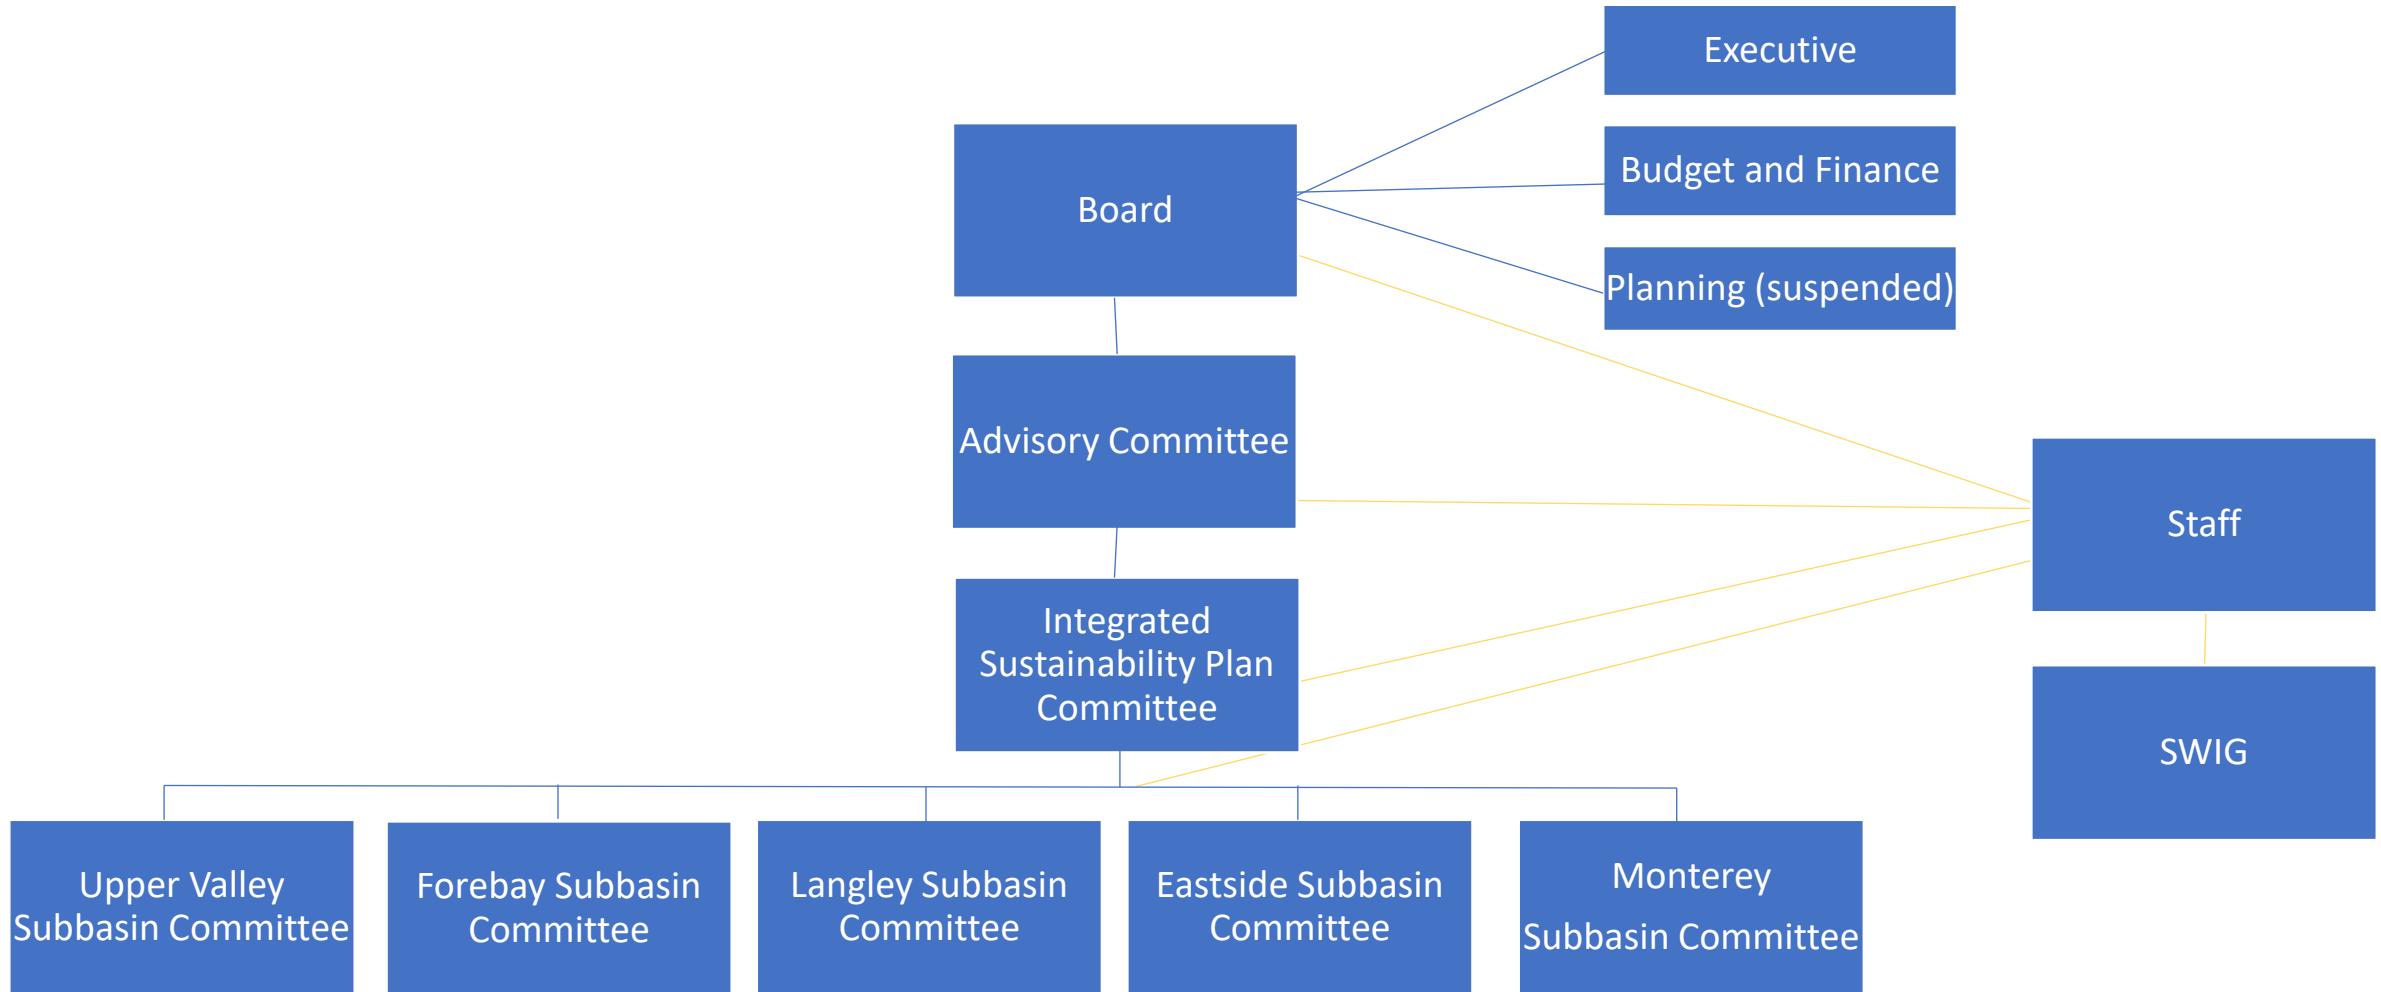 Executive
Budget and Finance
Planning (suspended)
Board
Advisory Committee
Integrated
Sustainability Plan
Committee
Staff
SWIG
Upper Valley
Subbasin Committee
Forebay Subbasin
Committee
Langley Subbasin
Committee
Eastside Subbasin
Committee
Monterey
Subbasin Committee